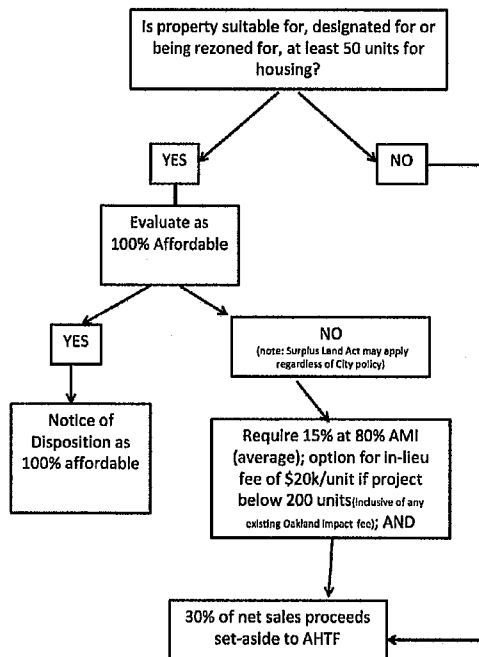 Is property suitable for, designated for or
being rezoned for, at least 50 units for
housing?
YES
NO
Evaluate as
100% Affordable
YES
NO
(note: Surplus Land Act may apply
regardless of City policy)
Notice of
Disposition as
100% affordable
Require 15% at 80% AMI
(average); option for in-lieu
fee of $20k/unit if project
below 200 units(inclusive of any
existing Oakland impact fee); AND
30% of net sales proceeds
set-aside to AHTF